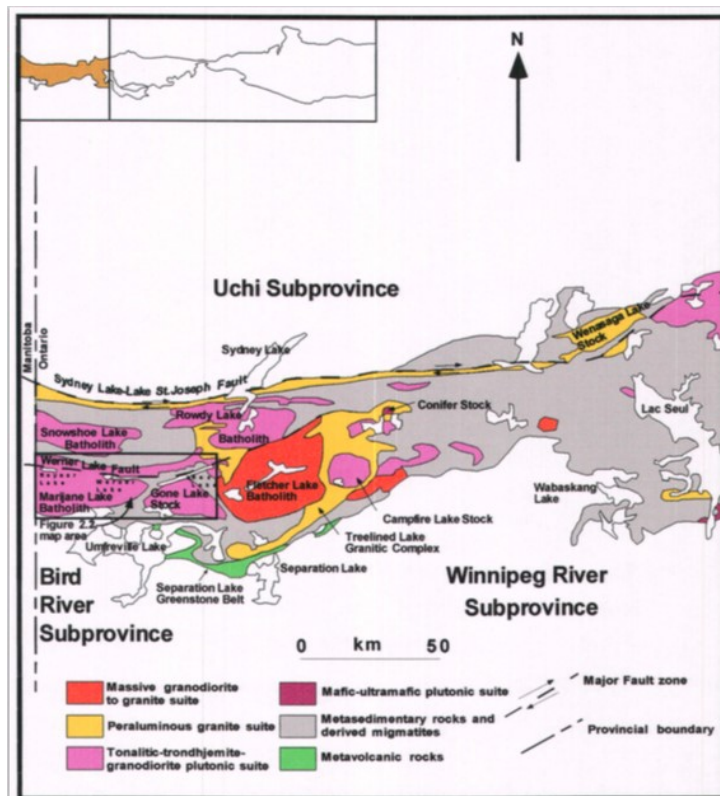 N
Uchi Subprovince
Manitoba
Ontario
Sydney Lake
Wenasaga Lake
Stock
Sydney Lake-Lake St. Joseph Fault
Rowdy Lake
Batholith
Conifer Stock
Lac Seul
Snowshoe Lake
Batholith
Werner Lake Fault
Marijane Lake
Batholith
Gone Lake
Stock
Fletcher Lake
Batholith
Wabaskang
Lake
Figure 2.2
map area
Campfire Lake Stock
Treelined Lake
Granitic Complex
Umfreville Lake
Separation Lake
Separation Lake
Greenstone Belt
Bird
River
Subprovince
Winnipeg River
Subprovince
0 km 50
Massive granodiorite
to granite suite
Peraluminous granite suite
Tonalitic-trondhjemite-
granodiorite plutonic suite
Mafic-ultramafic plutonic suite
Metasedimentary rocks and
derived migmatites
Metavolcanic rocks
Major Fault zone
Provincial boundary